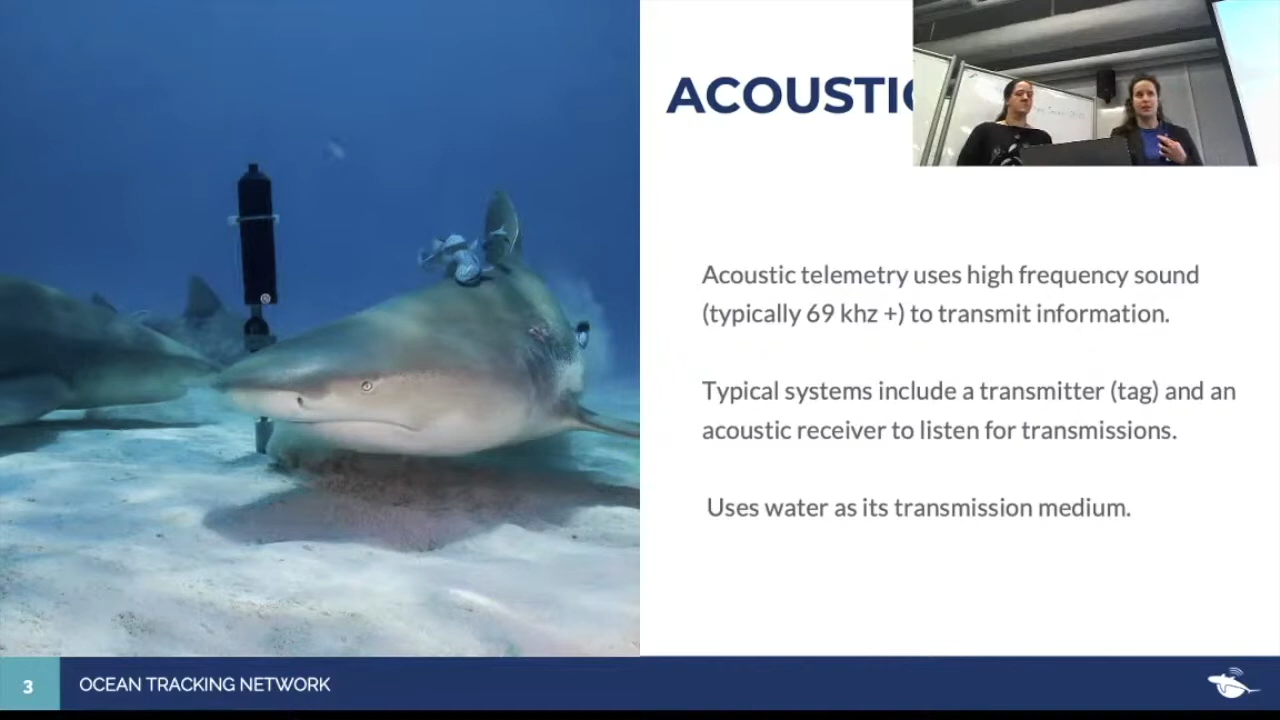 ACOUSTIC
Acoustic telemetry uses high frequency sound
(typically 69 khz +) to transmit information.
Typical systems include a transmitter (tag) and an
acoustic receiver to listen for transmissions.
Uses water as its transmission medium.
3
OCEAN TRACKING NETWORK